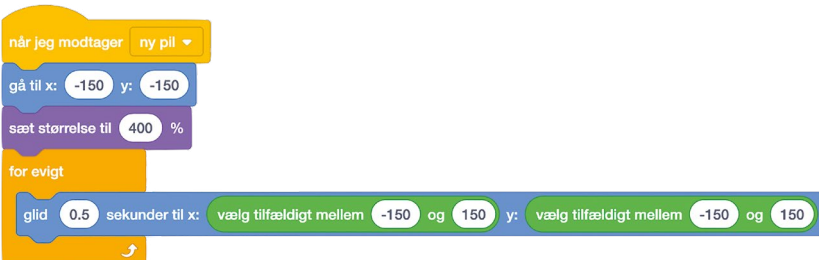 når jeg modtager ny pil
gå til x: -150 y: -150
sæt størrelse til 400 %
for evigt
glid 0.5 sekunder til x: vælg tilfældigt mellem -150 og 150 y: vælg tilfældigt mellem -150 og 150